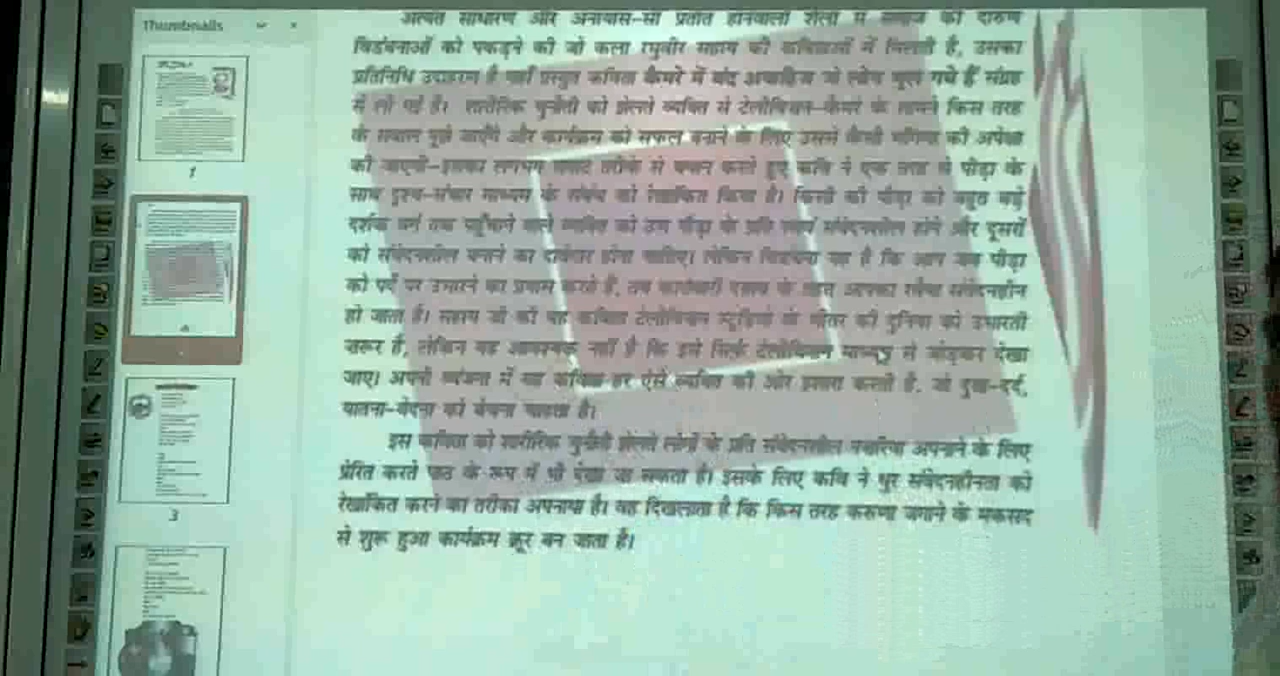 Thumbnails
1
3
अत्यंत साधारण और अनायास-सी प्रतीत होनेवाली शैली में समाज की दारुण
विडंबनाओं को पकड़ने की जो कला रघुवीर सहाय की कविताओं में मिलती है, उसका
प्रतिनिधि उदाहरण है यहाँ प्रस्तुत कविता कैमरे में बंद अपाहिज जो लोग भूल गये हैं संग्रह
से ली गई है। शारीरिक चुनौती को झेलते व्यक्ति से टेलीविज़न-कैमरे के सामने किस तरह
के सवाल पूछे जाएँगे और कार्यक्रम को सफल बनाने के लिए उससे कैसी भंगिमा की अपेक्षा
की जाएगी-इसका लगभग सपाट तरीके से बयान करते हुए कवि ने एक तरह से पीड़ा के
साथ दृश्य-संचार माध्यम के संबंध को रेखांकित किया है। किसी की पीड़ा को बहुत बड़े
दर्शक वर्ग तक पहुँचाने वाले व्यक्ति को उस पीड़ा के प्रति स्वयं संवेदनशील होने और दूसरों
को संवेदनशील बनाने का दावेदार होना चाहिए। लेकिन विडंबना यह है कि आप जब पीड़ा
को पर्दे पर उभारने का प्रयास करते हैं, तब कारोबारी दबाव के तहत आपका रवैया संवेदनहीन
हो जाता है। सहाय जी की यह कविता टेलीविज़न स्टूडियो के भीतर की दुनिया को उभारती
ज़रूर है, लेकिन यह आवश्यक नहीं है कि इसे सिर्फ़ टेलीविज़न माध्यम से जोड़कर देखा
जाए। अपनी व्यंजना में यह कविता हर ऐसे व्यक्ति की ओर इशारा करती है, जो दुख-दर्द,
यातना-वेदना को बेचना चाहता है।
इस कविता को शारीरिक चुनौती झेलते लोगों के प्रति संवेदनशील नज़रिया अपनाने के लिए
प्रेरित करते पाठ के रूप में भी देखा जा सकता है। इसके लिए कवि ने धुर संवेदनहीनता को
रेखांकित करने का तरीका अपनाया है। वह दिखलाता है कि किस तरह करुणा जगाने के मकसद
से शुरू हुआ कार्यक्रम क्रूर बन जाता है।